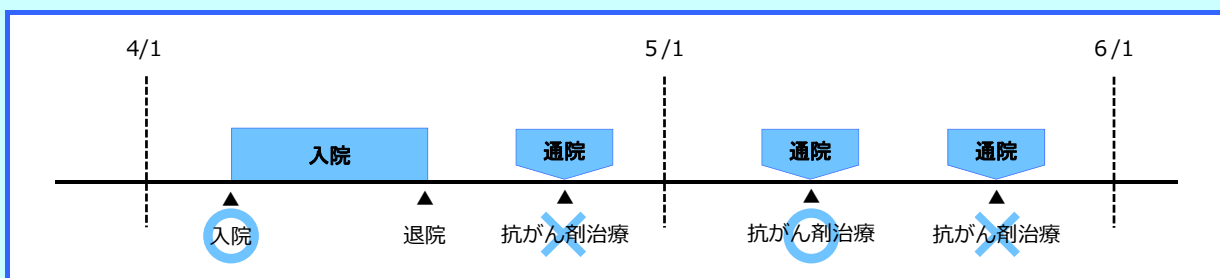 4/1 5/1 6/1
入院 通院 通院 通院
▲ ▲ ▲ ▲ ▲
入院 退院 抗がん剤治療 抗がん剤治療 抗がん剤治療